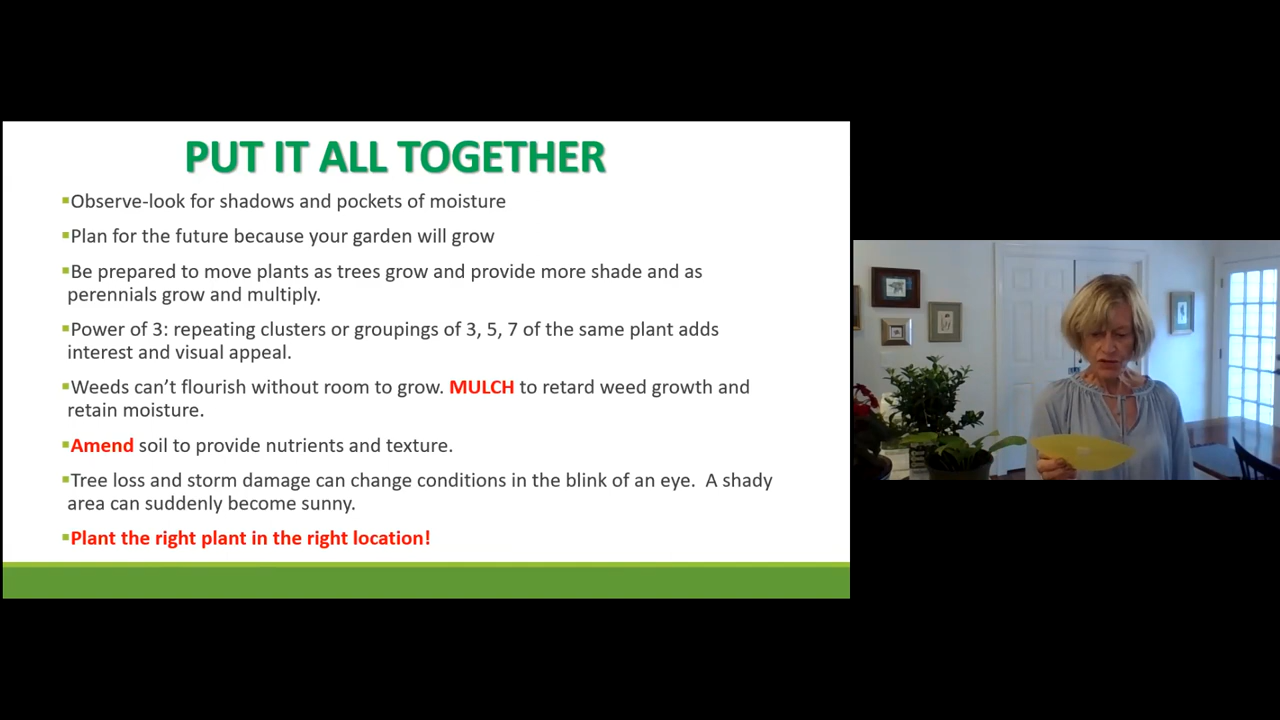 PUT IT ALL TOGETHER
▪Observe-look for shadows and pockets of moisture
▪Plan for the future because your garden will grow
▪Be prepared to move plants as trees grow and provide more shade and as
perennials grow and multiply.
▪Power of 3: repeating clusters or groupings of 3, 5, 7 of the same plant adds
interest and visual appeal.
▪Weeds can’t flourish without room to grow. MULCH to retard weed growth and
retain moisture.
▪Amend soil to provide nutrients and texture.
▪Tree loss and storm damage can change conditions in the blink of an eye.  A shady
area can suddenly become sunny.
▪Plant the right plant in the right location!